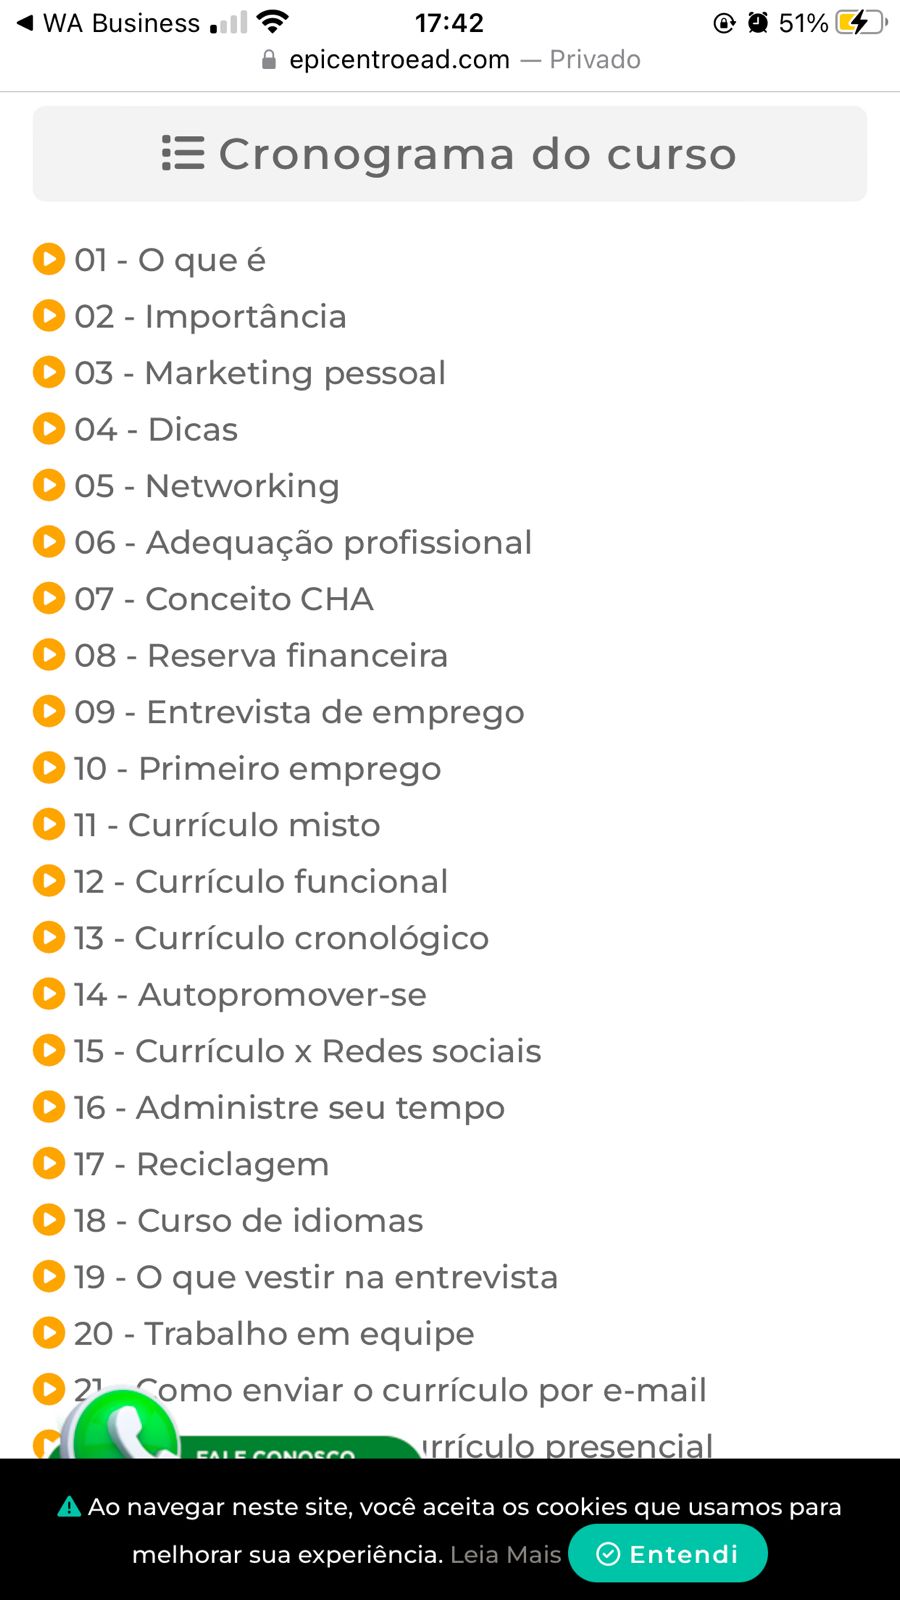 WA Business 17:42 51%
epicentroead.com — Privado
Cronograma do curso
01 - O que é
02 - Importância
03 - Marketing pessoal
04 - Dicas
05 - Networking
06 - Adequação profissional
07 - Conceito CHA
08 - Reserva financeira
09 - Entrevista de emprego
10 - Primeiro emprego
11 - Currículo misto
12 - Currículo funcional
13 - Currículo cronológico
14 - Autopromover-se
15 - Currículo x Redes sociais
16 - Administre seu tempo
17 - Reciclagem
18 - Curso de idiomas
19 - O que vestir na entrevista
20 - Trabalho em equipe
21 - Como enviar o currículo por e-mail
presencial
FALE CONOSCO
Ao navegar neste site, você aceita os cookies que usamos para
melhorar sua experiência. Leia Mais Entendi